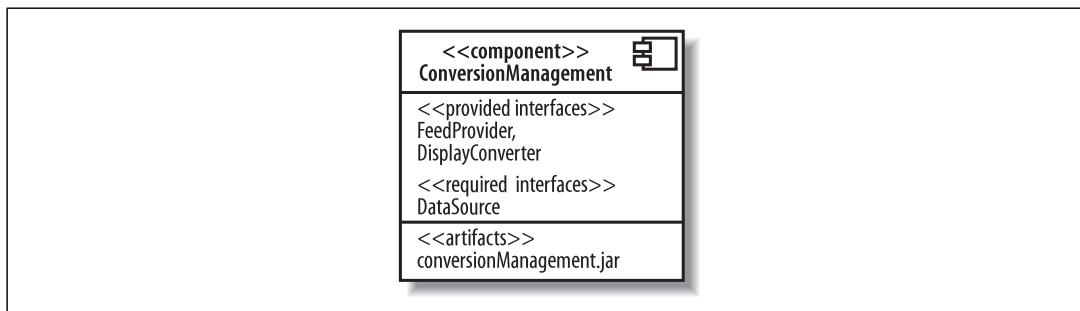 <<component>>
ConversionManagement
<<provided interfaces>>
FeedProvider,
DisplayConverter
<<required interfaces>>
DataSource
<<artifacts>>
conversionManagement.jar